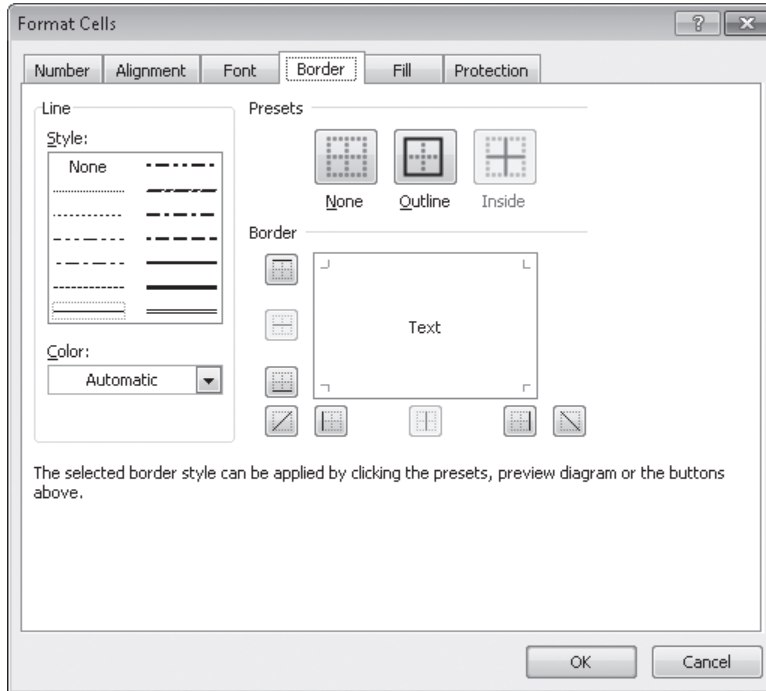 Format Cells
Number Alignment Font Border Fill Protection
Line
Style:
None
Color:
Automatic
Presets
None Outline Inside
Border
Text
The selected border style can be applied by clicking the presets, preview diagram or the buttons
above.
OK Cancel